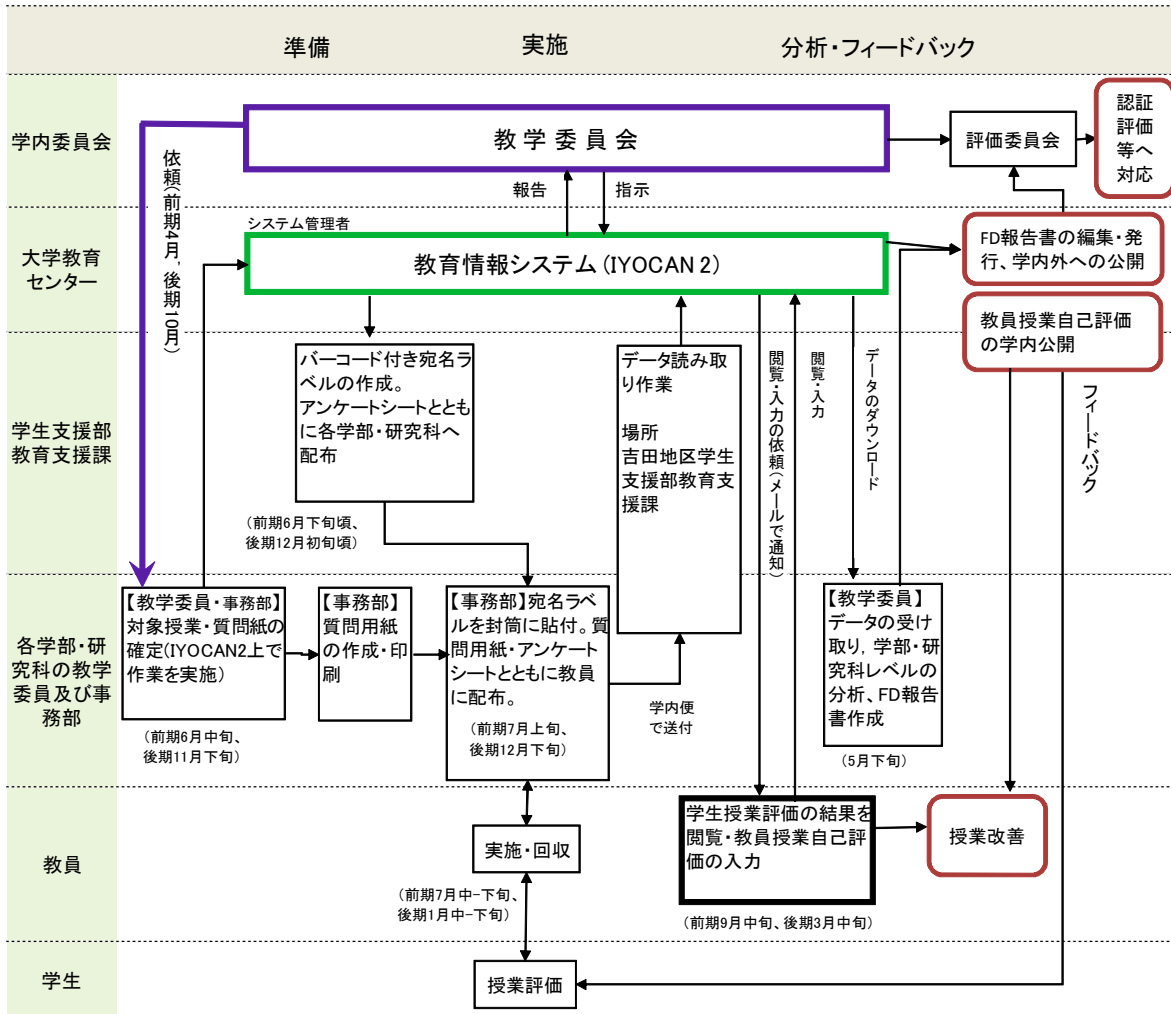 準備
実施
分析・フィードバック
学内委員会
教学委員会
評価委員会
認証
評価
等へ
対応
依頼(前期4月，後期10月)
報告
指示
大学教育
センター
システム管理者
教育情報システム(IYOCAN 2)
FD報告書の編集・発
行、学内外への公開
教員授業自己評価
の学内公開
学生支援部
教育支援課
バーコード付き宛名ラ
ベルの作成。
アンケートシートととも
に各学部・研究科へ
配布
(前期6月下旬頃、
後期12月初旬頃)
データ読み取
り作業
場所
吉田地区学生
支援部教育支
援課
閲覧・入力の依頼(メールで通知)
閲覧・入力
データのダウンロード
フィードバック
各学部・研
究科の教学
委員及び事
務部
【教学委員・事務部】
対象授業・質問紙の
確定(IYOCAN2上で
作業を実施)
(前期6月中旬、
後期11月下旬)
【事務部】
質問用紙
の作成・印
刷
【事務部】宛名ラベ
ルを封筒に貼付。質
問用紙・アンケート
シートとともに教員
に配布。
(前期7月上旬、
後期12月下旬)
学内便
で送付
【教学委員】
データの受け
取り，学部・研
究科レベルの
分析、FD報告
書作成
(5月下旬)
教員
実施・回収
(前期7月中-下旬、
後期1月中-下旬)
学生授業評価の結果を
閲覧・教員授業自己評
価の入力
(前期9月中旬、後期3月中旬)
授業改善
学生
授業評価